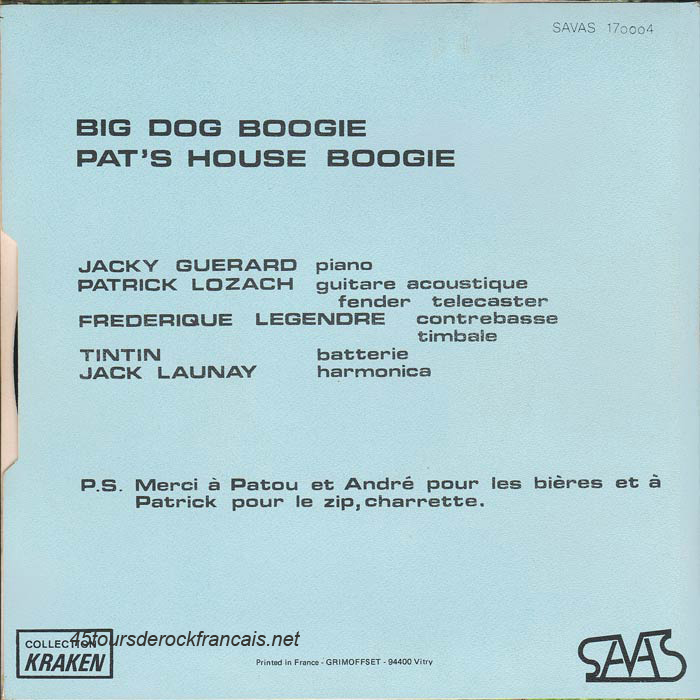 SAVAS 170004
BIG DOG BOOGIE
PAT'S HOUSE BOOGIE
JACKY GUERARD piano
PATRICK LOZACH guitare acoustique
fender telecaster
FREDERIQUE LEGENDRE contrebasse
timbale
TINTIN batterie
JACK LAUNAY harmonica
P.S. Merci à Patou et André pour les bières et à
Patrick pour le zip, charrette.
COLLECTION
KRAKEN
45toursderockfrancais.net
Printed in France - GRIMOFFSET - 94400 Vitry
SAVAS